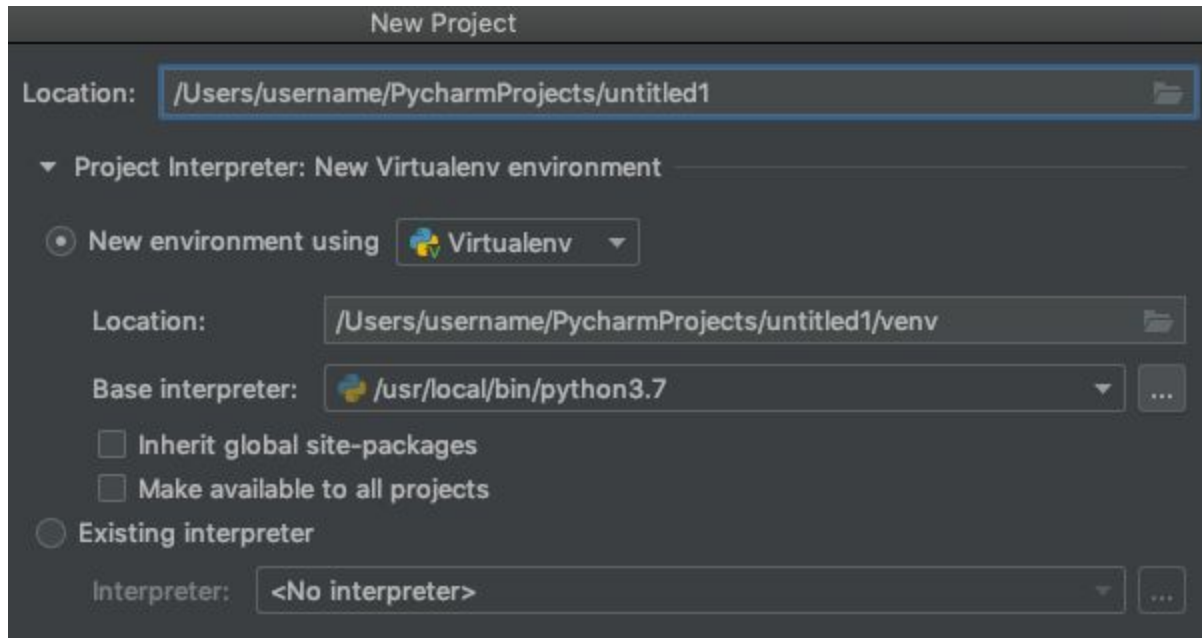 New Project
Location: /Users/username/PycharmProjects/untitled1
Project Interpreter: New Virtualenv environment
New environment using Virtualenv
Location: /Users/username/PycharmProjects/untitled1/venv
Base interpreter: /usr/local/bin/python3.7 ...
Inherit global site-packages
Make available to all projects
Existing interpreter
Interpreter: <No interpreter> ...